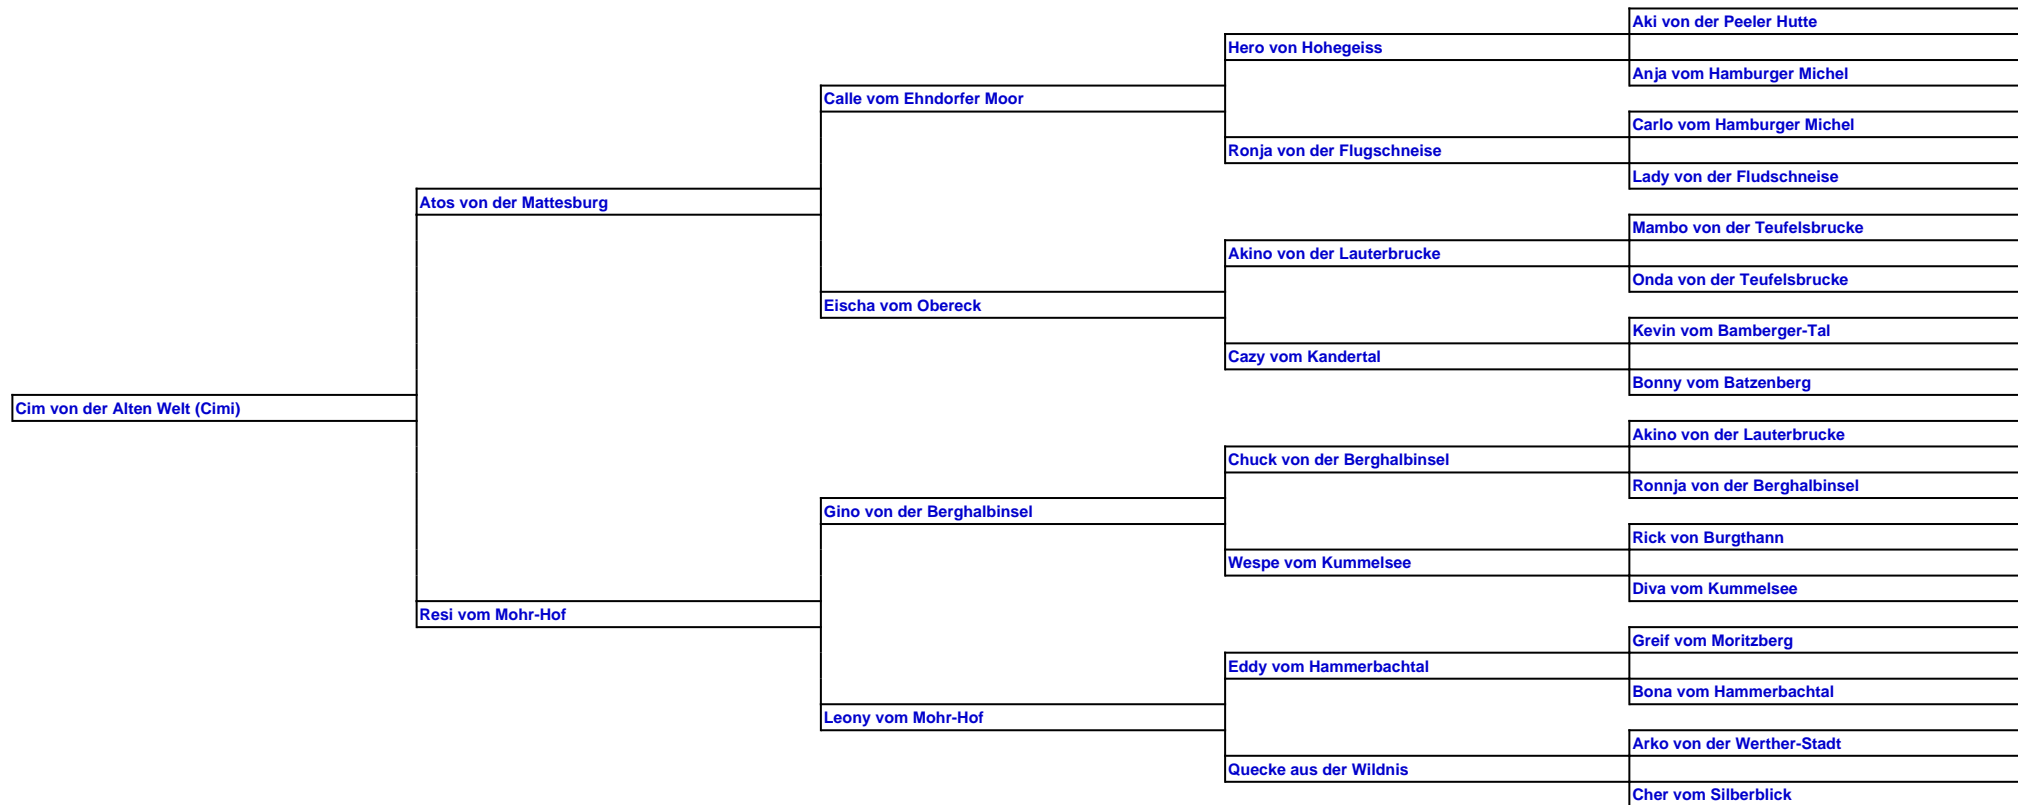 Aki von der Peeler Hutte
Hero von Hohegeiss
Anja vom Hamburger Michel
Calle vom Ehndorfer Moor
Carlo vom Hamburger Michel
Ronja von der Flugschneise
Lady von der Fludschneise
Atos von der Mattesburg
Mambo von der Teufelsbrucke
Akino von der Lauterbrucke
Onda von der Teufelsbrucke
Eischa vom Obereck
Kevin vom Bamberger-Tal
Cazy vom Kandertal
Bonny vom Batzenberg
Cim von der Alten Welt (Cimi)
Akino von der Lauterbrucke
Chuck von der Berghalbinsel
Ronnja von der Berghalbinsel
Gino von der Berghalbinsel
Rick von Burgthann
Wespe vom Kummelsee
Diva vom Kummelsee
Resi vom Mohr-Hof
Greif vom Moritzberg
Eddy vom Hammerbachtal
Bona vom Hammerbachtal
Leony vom Mohr-Hof
Arko von der Werther-Stadt
Quecke aus der Wildnis
Cher vom Silberblick